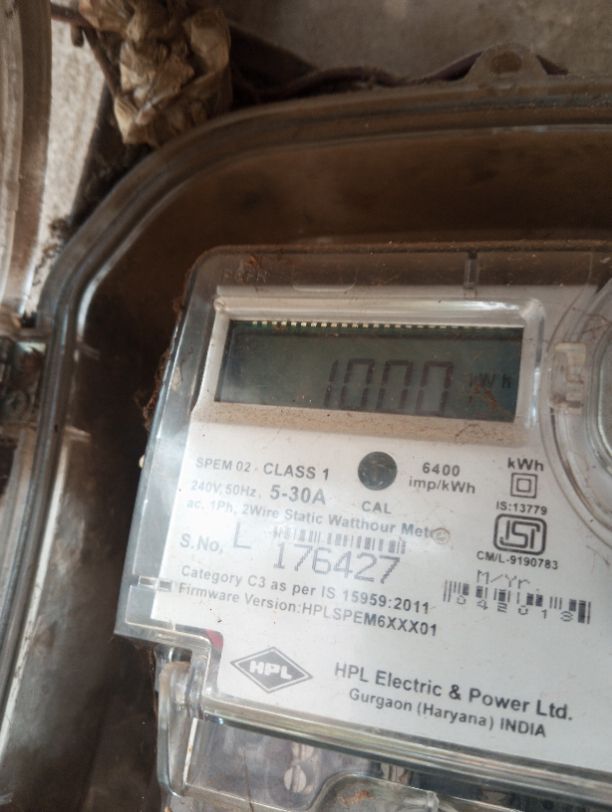 1000 kWh
SPEM 02 - CLASS 1
240V, 50Hz, 5-30A
ac. 1Ph, 2Wire Static Watthour Meter
CAL
6400
imp/kWh
kWh
IS:13779
ISI
CM/L-9190783
S.No. L 176427
M/Yr.
042018
Category C3 as per IS 15959:2011
Firmware Version:HPLSPEM6XXX01
HPL
HPL Electric & Power Ltd.
Gurgaon (Haryana) INDIA